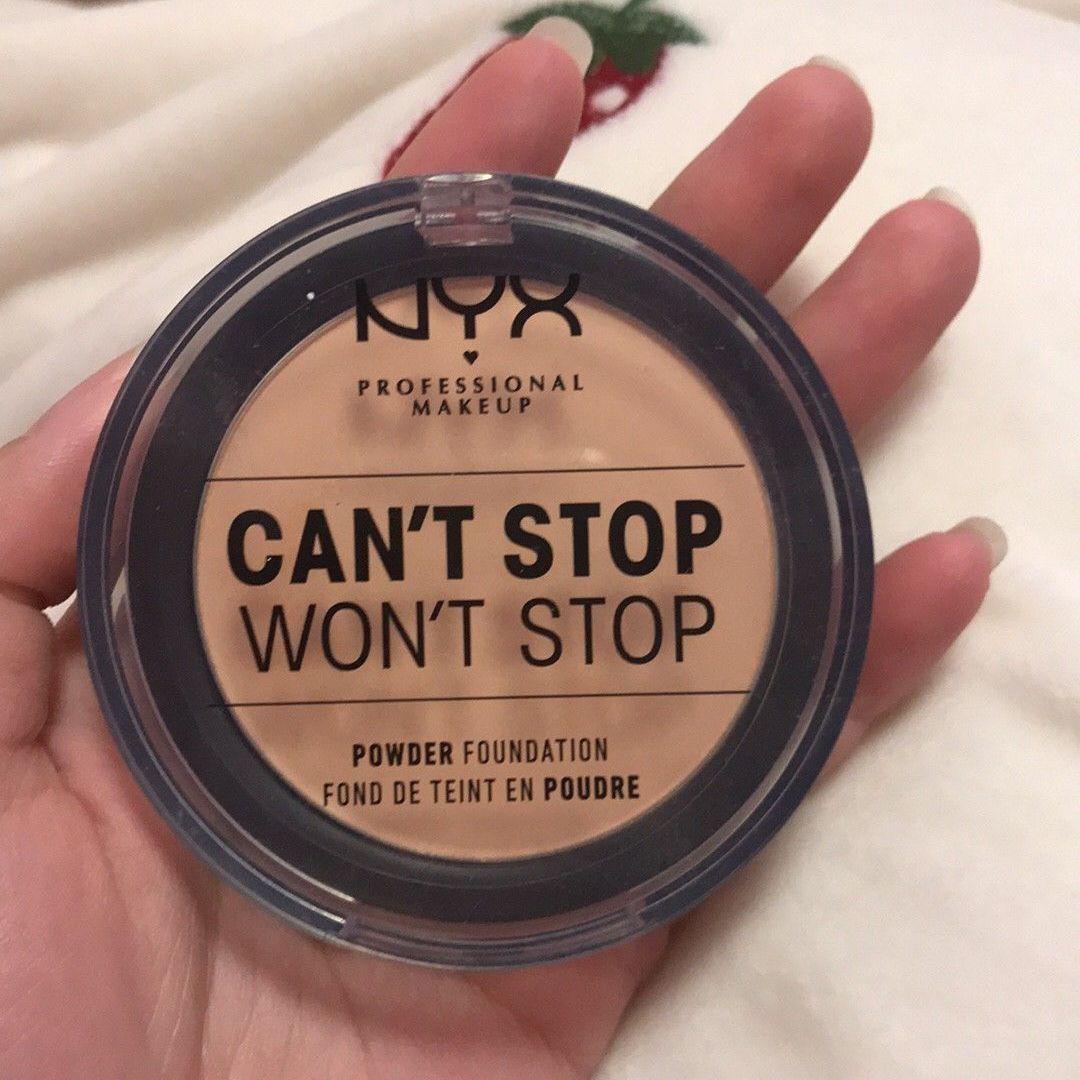 NYX
PROFESSIONAL
MAKEUP
CAN'T STOP
WON'T STOP
POWDER FOUNDATION
FOND DE TEINT EN POUDRE